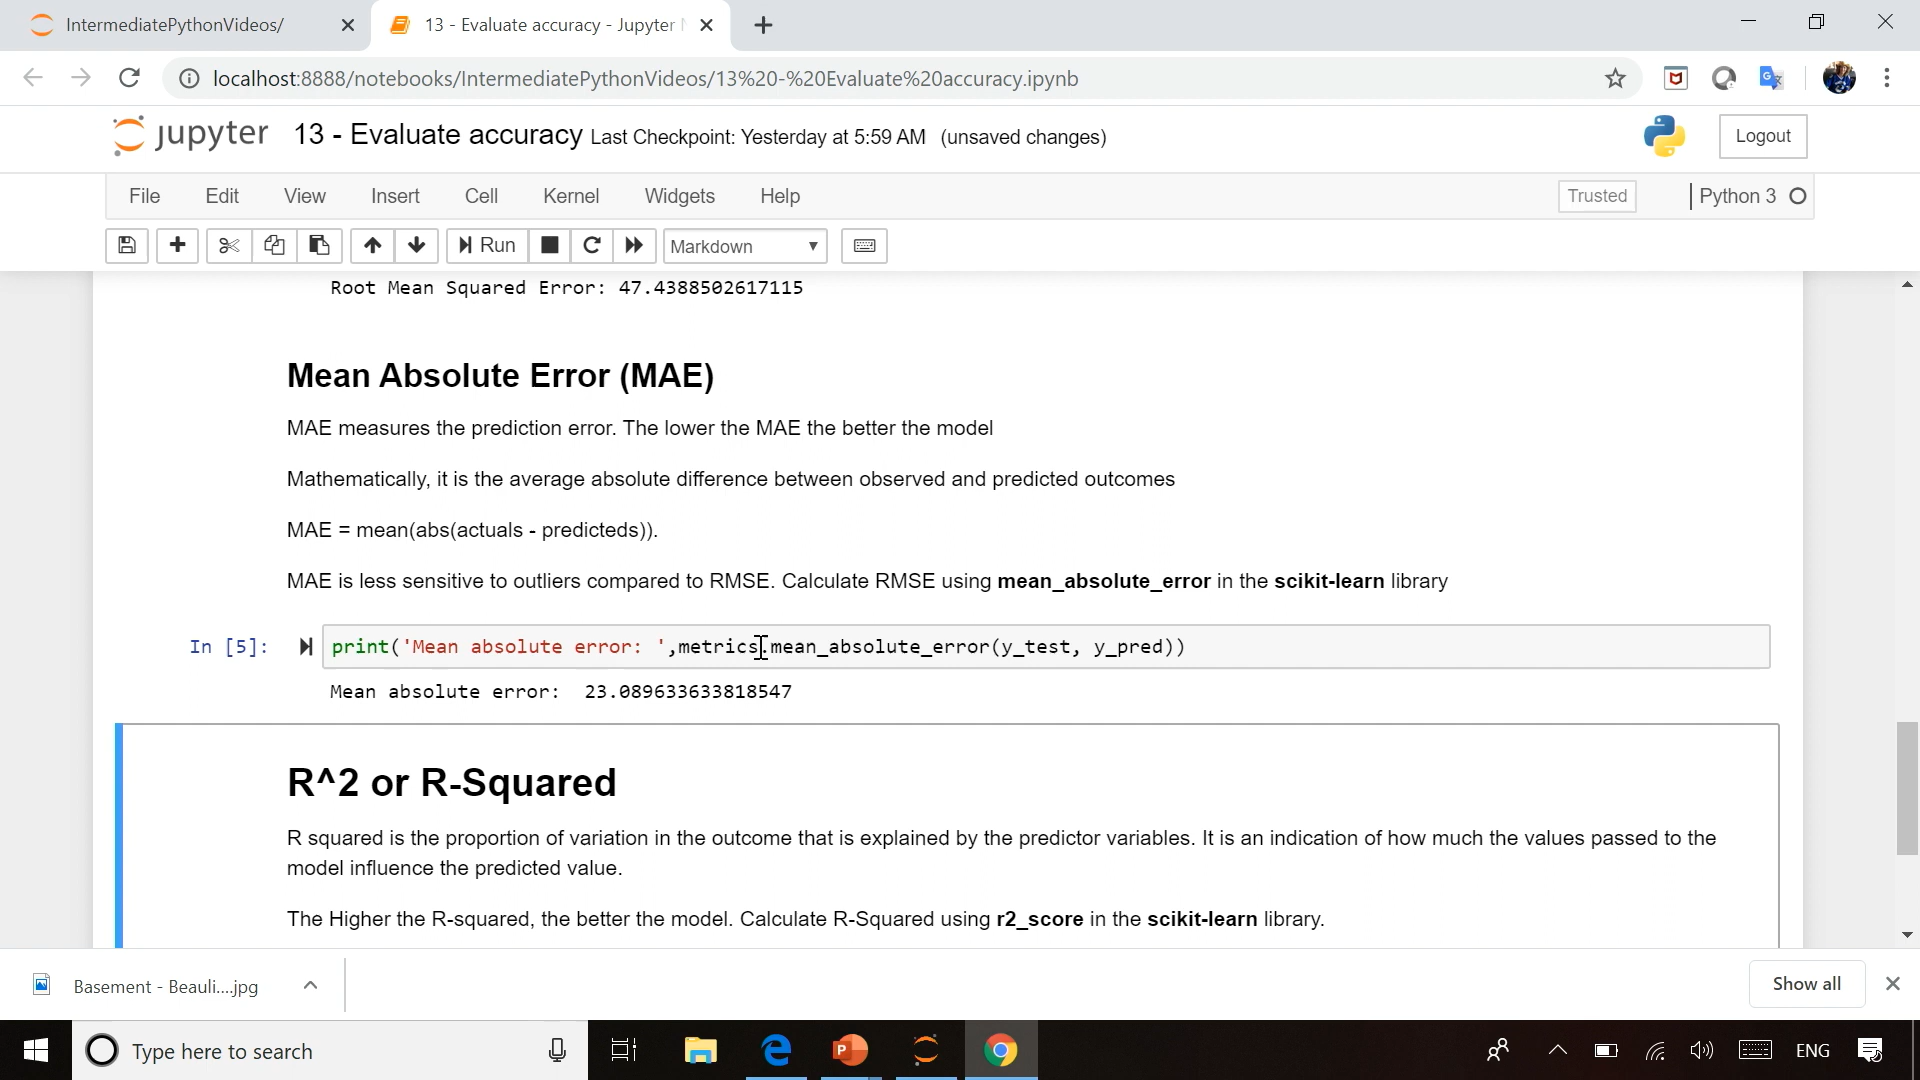 IntermediatePythonVideos/
13 - Evaluate accuracy - Jupyter
localhost:8888/notebooks/IntermediatePythonVideos/13%20-%20Evaluate%20accuracy.ipynb
jupyter 13 - Evaluate accuracy Last Checkpoint: Yesterday at 5:59 AM (unsaved changes)
Logout
File Edit View Insert Cell Kernel Widgets Help
Trusted
Python 3
Run
Markdown
Root Mean Squared Error: 47.4388502617115
Mean Absolute Error (MAE)
MAE measures the prediction error. The lower the MAE the better the model
Mathematically, it is the average absolute difference between observed and predicted outcomes
MAE = mean(abs(actuals - predicteds)).
MAE is less sensitive to outliers compared to RMSE. Calculate RMSE using mean_absolute_error in the scikit-learn library
In [5]:
print('Mean absolute error: ',metrics.mean_absolute_error(y_test, y_pred))
Mean absolute error:  23.089633633818547
R^2 or R-Squared
R squared is the proportion of variation in the outcome that is explained by the predictor variables. It is an indication of how much the values passed to the
model influence the predicted value.
The Higher the R-squared, the better the model. Calculate R-Squared using r2_score in the scikit-learn library.
Basement - Beauli....jpg
Show all
Type here to search
ENG